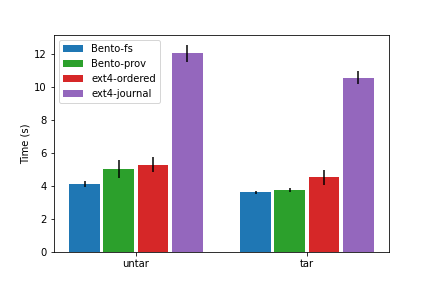 Bento-fs
Bento-prov
ext4-ordered
ext4-journal
Time (s)
12
10
8
6
4
2
0
untar
tar